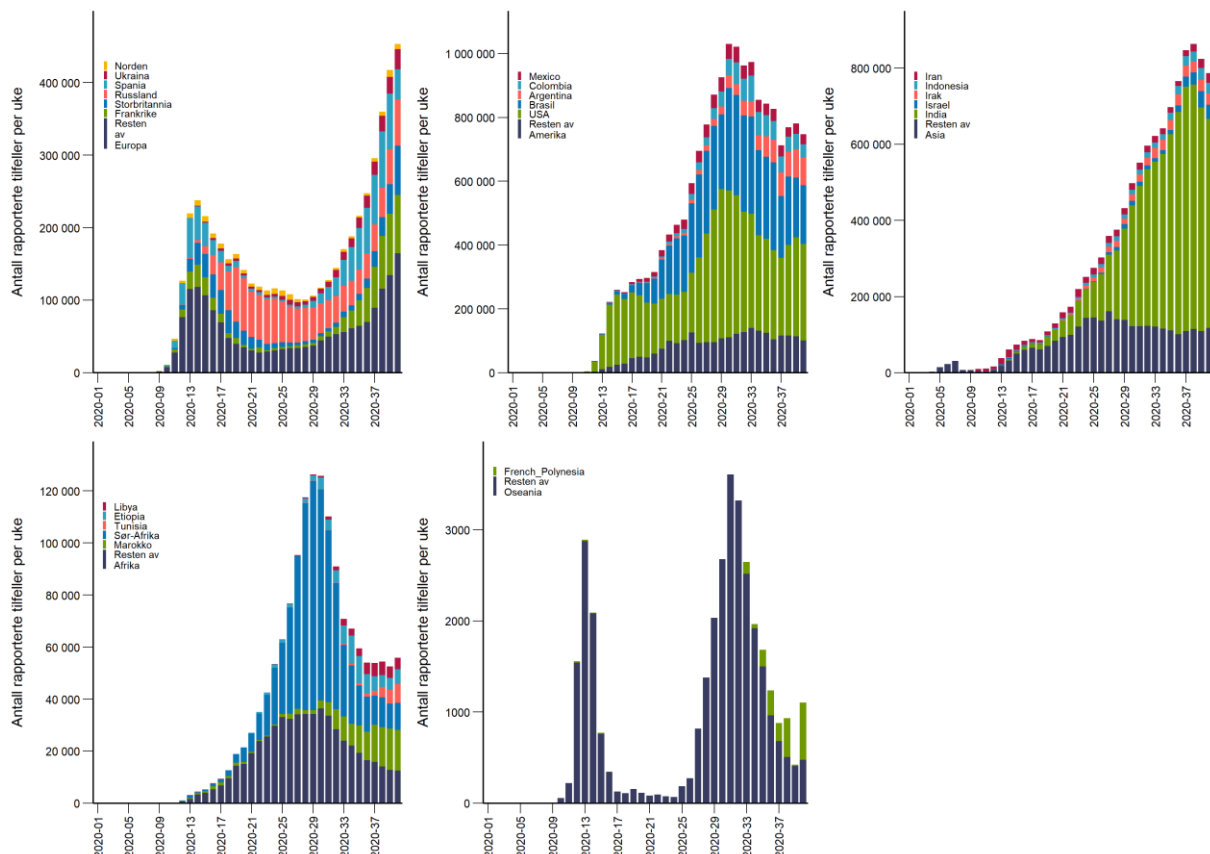 Antall rapporterte tilfeller per uke
400 000
300 000
200 000
100 000
0
Norden
Ukraina
Spania
Russland
Storbritannia
Frankrike
Resten
av
Europa
2020-01
2020-05
2020-09
2020-13
2020-17
2020-21
2020-25
2020-29
2020-33
2020-37
Antall rapporterte tilfeller per uke
1 000 000
800 000
600 000
400 000
200 000
0
Mexico
Colombia
Argentina
Brasil
USA
Resten av
Amerika
2020-01
2020-05
2020-09
2020-13
2020-17
2020-21
2020-25
2020-29
2020-33
2020-37
Antall rapporterte tilfeller per uke
800 000
600 000
400 000
200 000
0
Iran
Indonesia
Irak
Israel
India
Resten av
Asia
2020-01
2020-05
2020-09
2020-13
2020-17
2020-21
2020-25
2020-29
2020-33
2020-37
Antall rapporterte tilfeller per uke
120 000
100 000
80 000
60 000
40 000
20 000
0
Libya
Etiopia
Tunisia
Sør-Afrika
Marokko
Resten av
Afrika
2020-01
2020-05
2020-09
2020-13
2020-17
2020-21
2020-25
2020-29
2020-33
2020-37
Antall rapporterte tilfeller per uke
3000
2000
1000
0
French_Polynesia
Resten av
Oseania
2020-01
2020-05
2020-09
2020-13
2020-17
2020-21
2020-25
2020-29
2020-33
2020-37